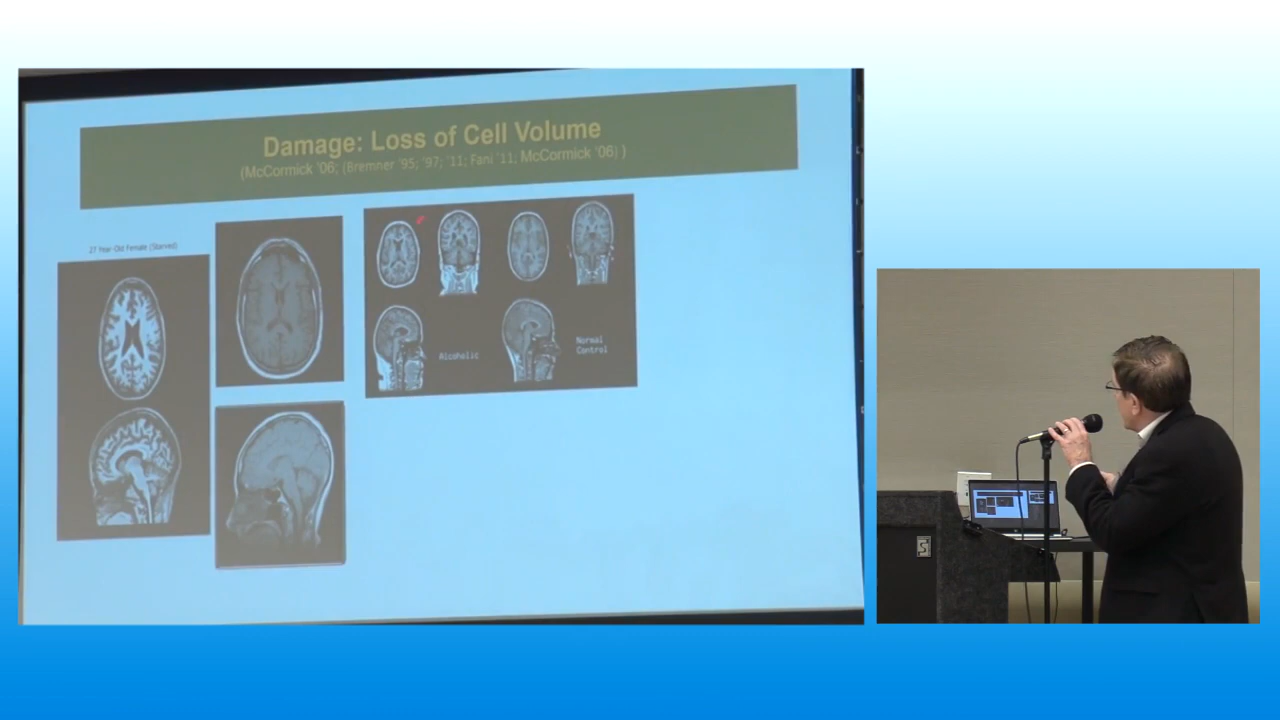 Damage: Loss of Cell Volume
(McCormick '06; (Bremner '95; '97; '11; Fani '11; McCormick '06) )
27 Year-Old Female (Starved)
Alcoholic
Normal
Control